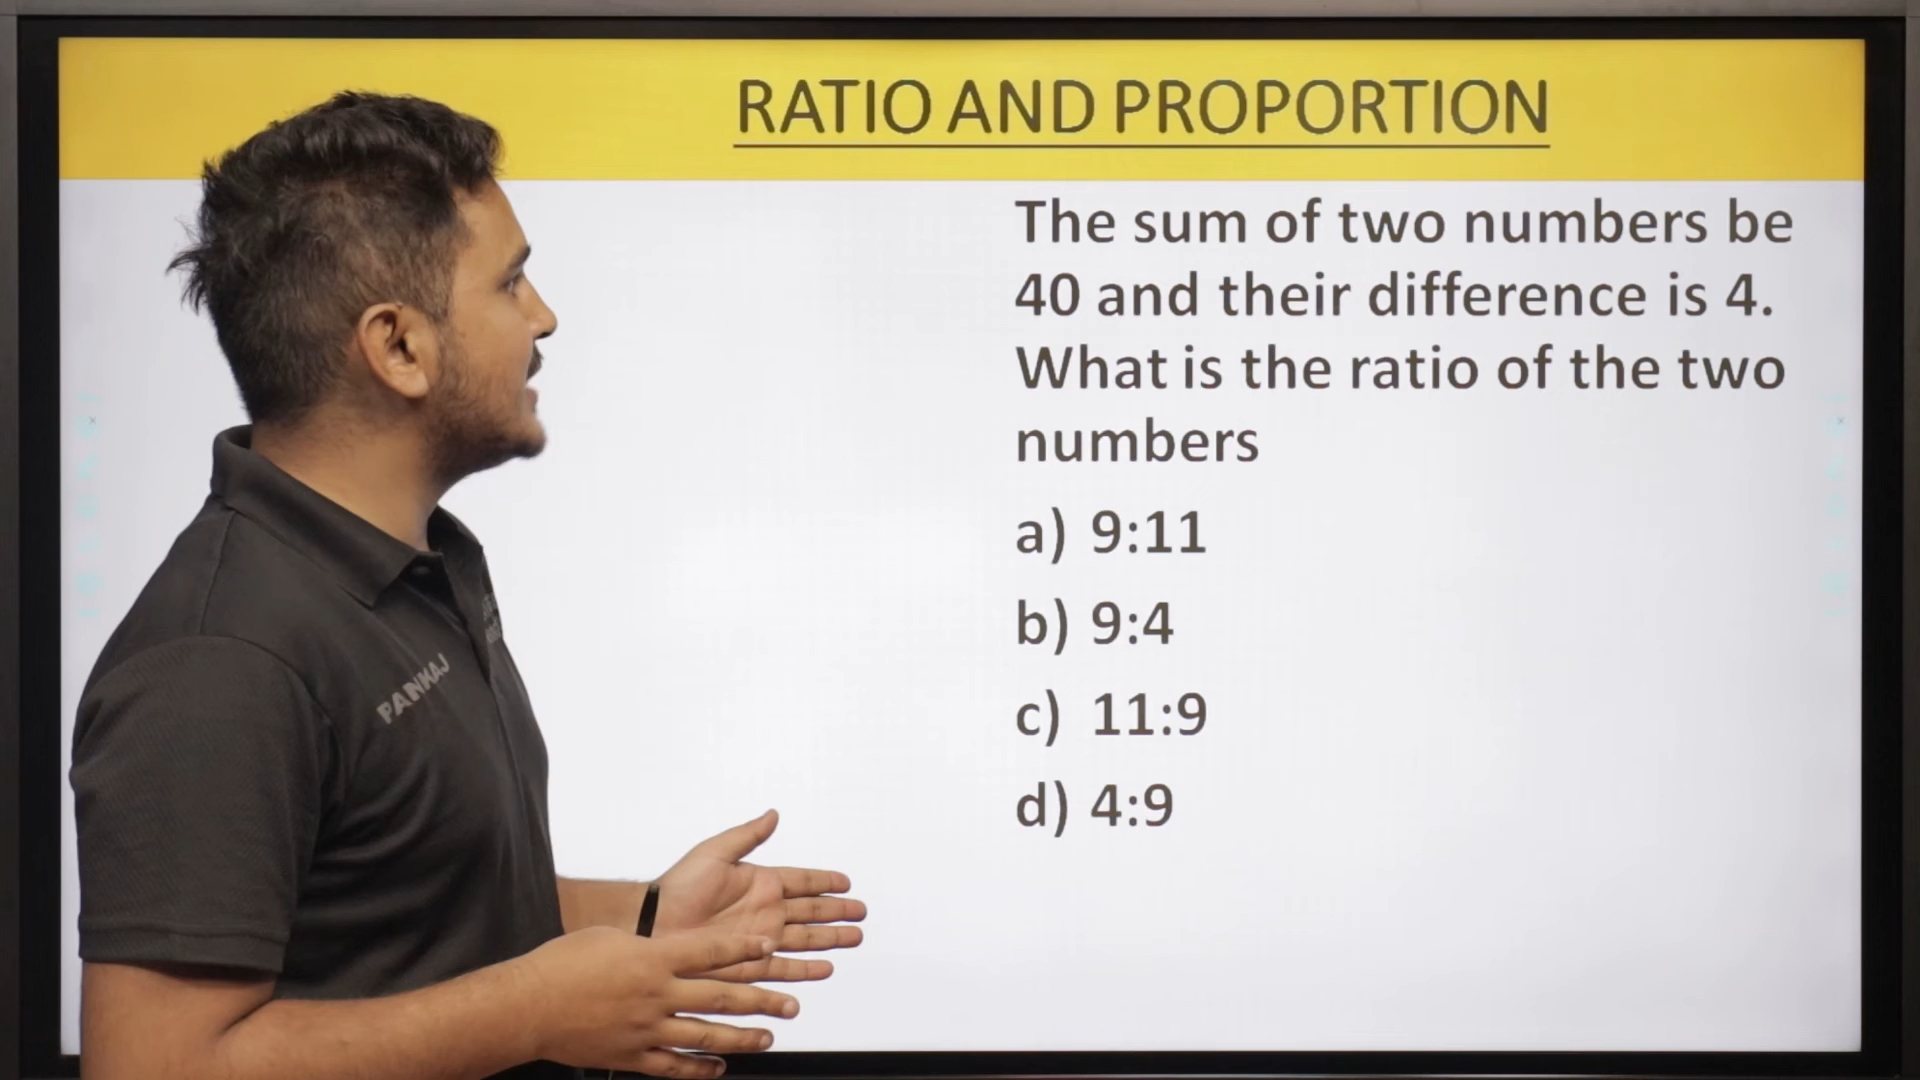 RATIO AND PROPORTION
The sum of two numbers be
40 and their difference is 4.
What is the ratio of the two
numbers
a) 9:11
b) 9:4
c) 11:9
d) 4:9
PANKAJ